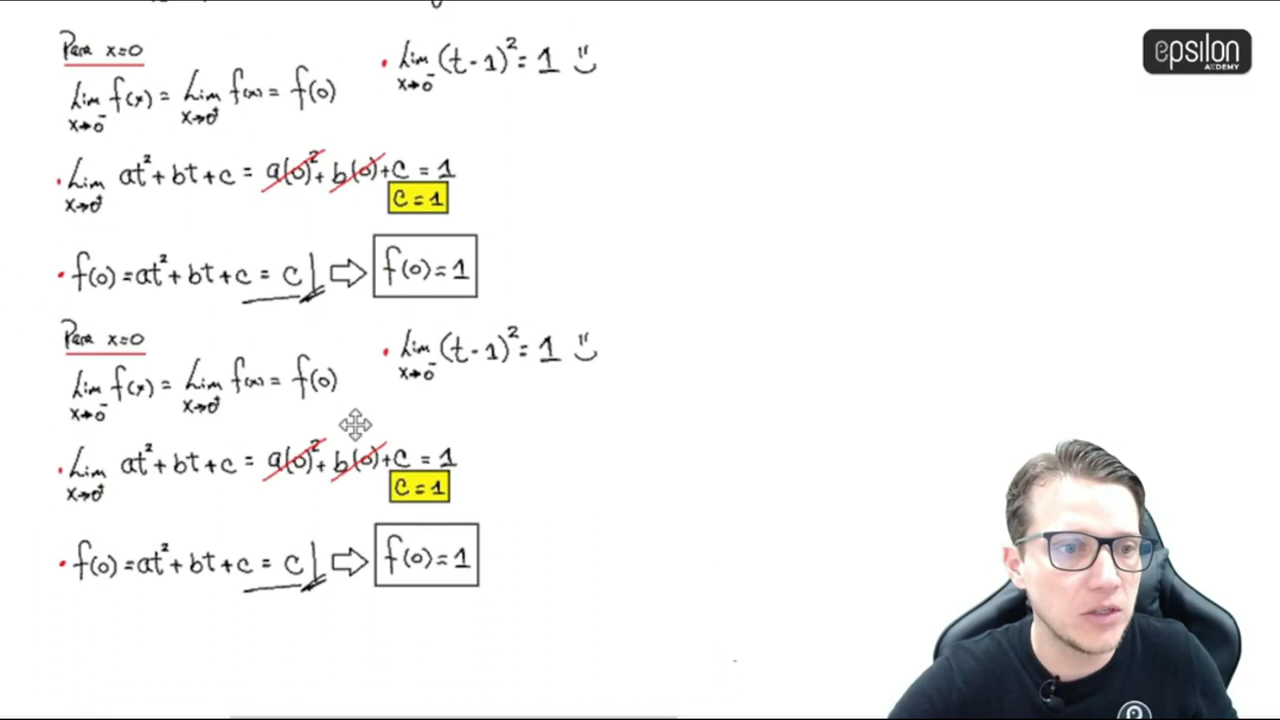 epsilon
AKDEMY
Para x=0
• Lim (t - 1)² = 1
x→0⁻
Lim f(x) = Lim f(x) = f(0)
x→0⁻ x→0⁺
• Lim at² + bt + c = a(0)² + b(0) + c = 1
x→0⁺
c = 1
• f(0) = at² + bt + c = c ⇨ f(0) = 1
Para x=0
• Lim (t - 1)² = 1
x→0⁻
Lim f(x) = Lim f(x) = f(0)
x→0⁻ x→0⁺
• Lim at² + bt + c = a(0)² + b(0) + c = 1
x→0⁺
c = 1
• f(0) = at² + bt + c = c ⇨ f(0) = 1